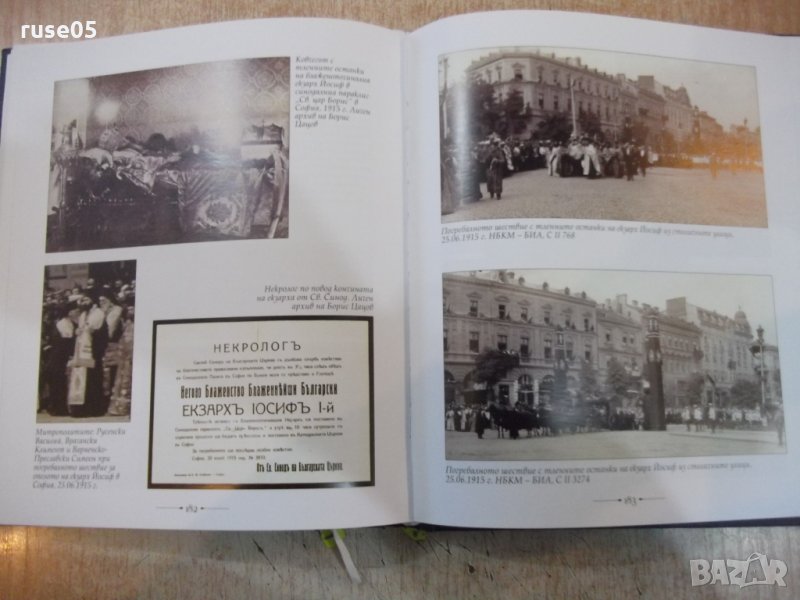 ruse05
Ковчегът с
тленните останки
на блаженопочиналия
екзарх Йосиф в
синодалния параклис
„Св. цар Борис" в
София, 1915 г. Личен
архив на Борис
Цацов
Некролог по повод кончината
на екзарха от Св. Синод. Личен
архив на Борис Цацов
НЕКРОЛОГЪ
Негово Блаженство Блаженнѣйши Български
ЕКЗАРХЪ ІОСИФЪ І-й
Отъ Св. Синодъ на Българската Църква.
Митрополитите: Русенски
Василий, Врачански
Климент и Варненско-
Преславски Симеон при
погребалното шествие за
опелото на екзарх Йосиф в
София, 25.06.1915 г.
182
Погребалното шествие с тленните останки на екзарх Йосиф из столичните улици,
25.06.1915 г. НБКМ – БИА, С II 768
Погребалното шествие с тленните останки на екзарх Йосиф из столичните улици,
25.06.1915 г. НБКМ – БИА, С II 3274
183
BAZAR